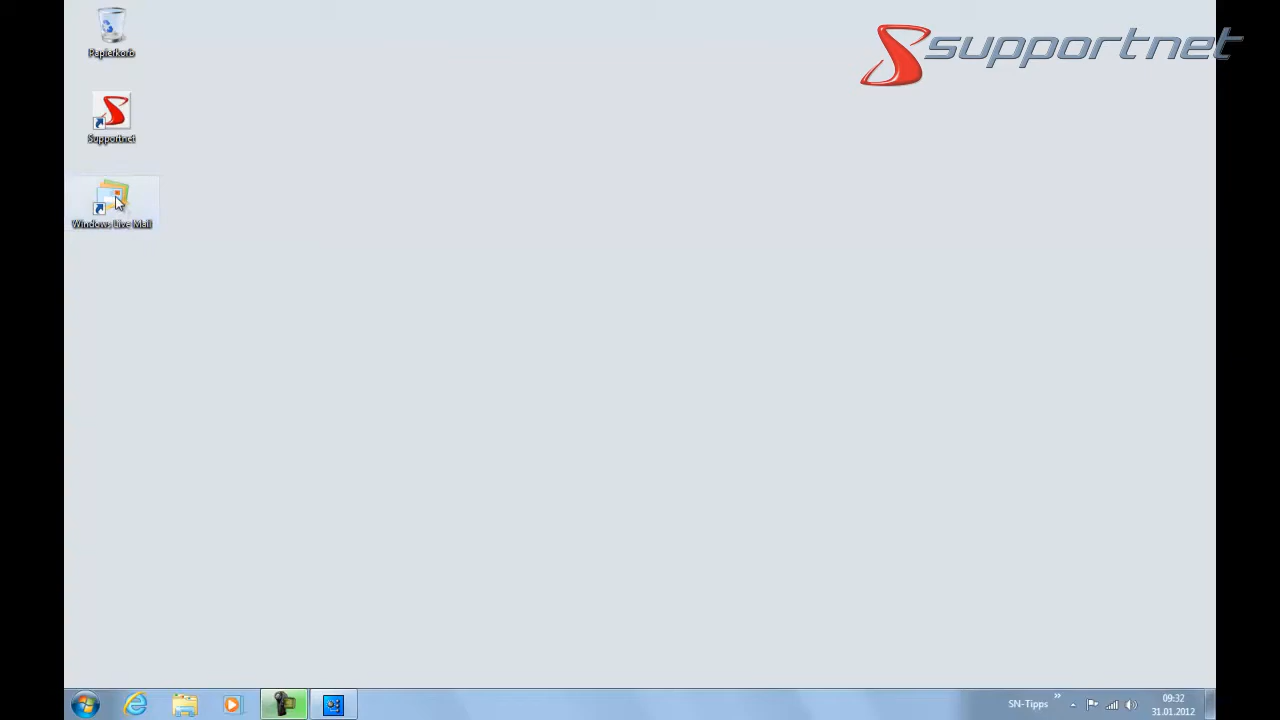 Papierkorb
supportnet
Supportnet
Windows Live Mail
SN-Tipps
09:32
31.01.2012